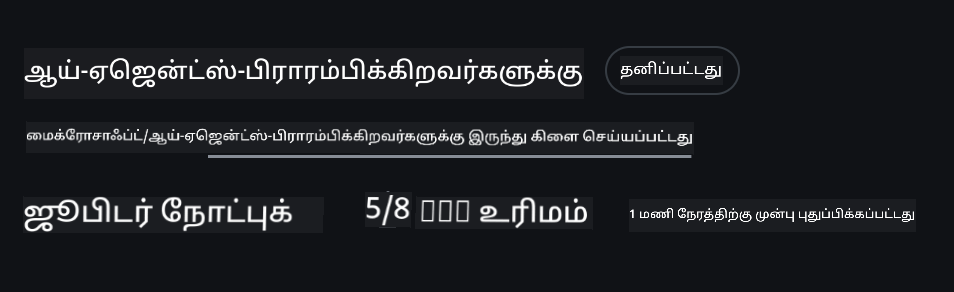 ஆய்-ஏஜென்ட்ஸ்-பிராரம்பிக்கிறவர்களுக்கு தனிப்பட்டது
மைக்ரோசாஃப்ட்/ஆய்-ஏஜென்ட்ஸ்-பிராரம்பிக்கிறவர்களுக்கு இருந்து கிளை செய்யப்பட்டது
ஜூபிடர் நோட்புக் 5/8 உரிமம் 1 மணி நேரத்திற்கு முன்பு புதுப்பிக்கப்பட்டது